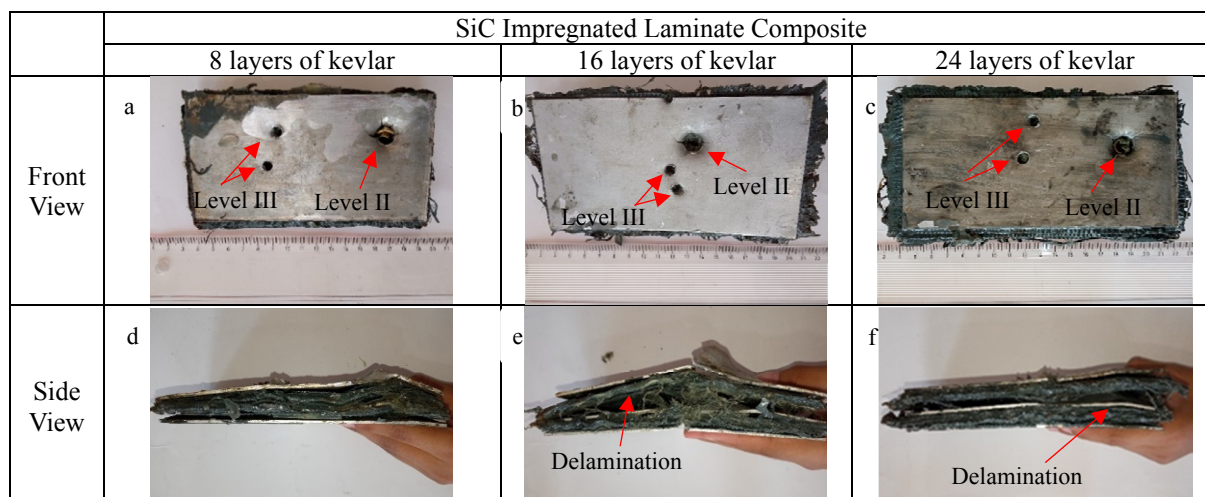 SiC Impregnated Laminate Composite
8 layers of kevlar
16 layers of kevlar
24 layers of kevlar
Front
View
a
Level III
Level II
b
Level II
Level III
c
Level III
Level II
Side
View
d
e
Delamination
f
Delamination